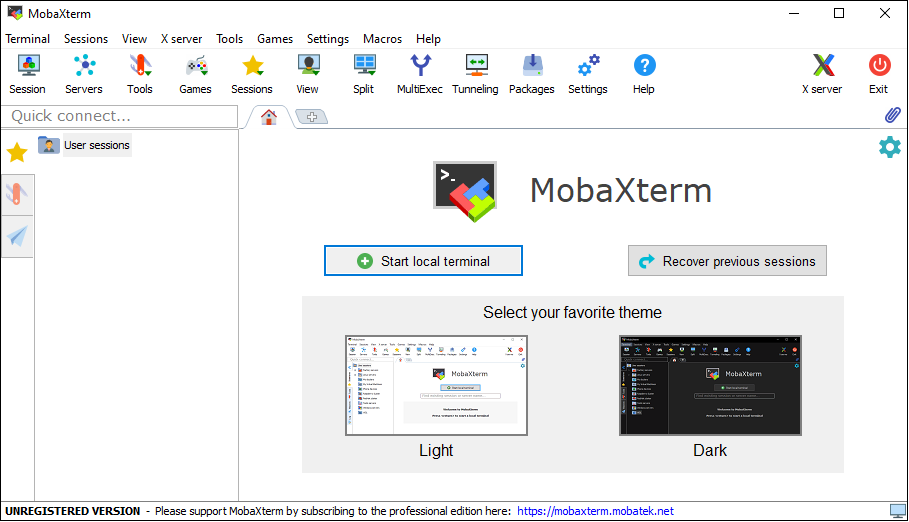 MobaXterm
Terminal Sessions View X server Tools Games Settings Macros Help
Session Servers Tools Games Sessions View Split MultiExec Tunneling Packages Settings Help X server Exit
Quick connect...
User sessions
>_
MobaXterm
Start local terminal Recover previous sessions
Select your favorite theme
MobaXterm
MobaXterm
Light Dark
UNREGISTERED VERSION - Please support MobaXterm by subscribing to the professional edition here: https://mobaxterm.mobatek.net